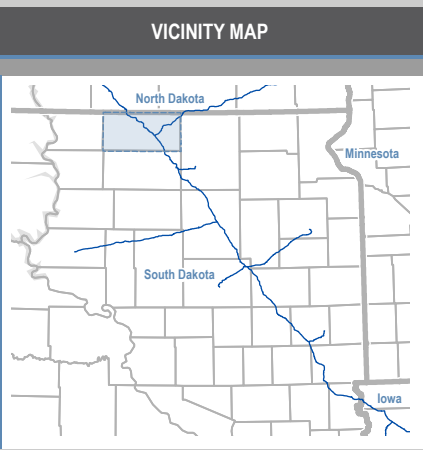 VICINITY MAP
North Dakota
Minnesota
South Dakota
Iowa